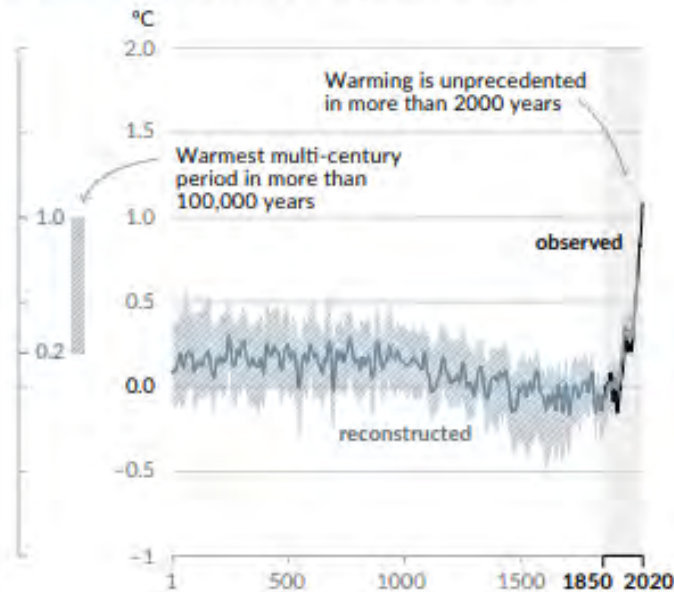 °C
2.0
Warming is unprecedented
in more than 2000 years
1.5
Warmest multi-century
period in more than
100,000 years
1.0
1.0
observed
0.5
0.2
0.0
reconstructed
−0.5
−1
1
500
1000
1500
1850
2020